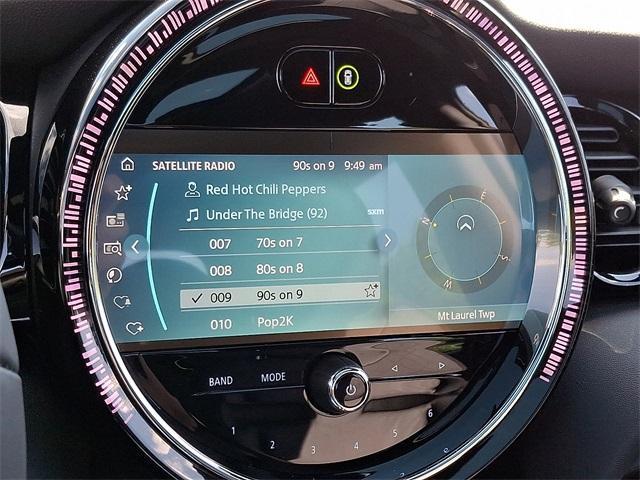 SATELLITE RADIO 90s on 9 9:49 am
Red Hot Chili Peppers
Under The Bridge (92) sxm
007 70s on 7
008 80s on 8
009 90s on 9
010 Pop2K
N E S W
Mt Laurel Twp
BAND MODE
1 2 3 4 5 6